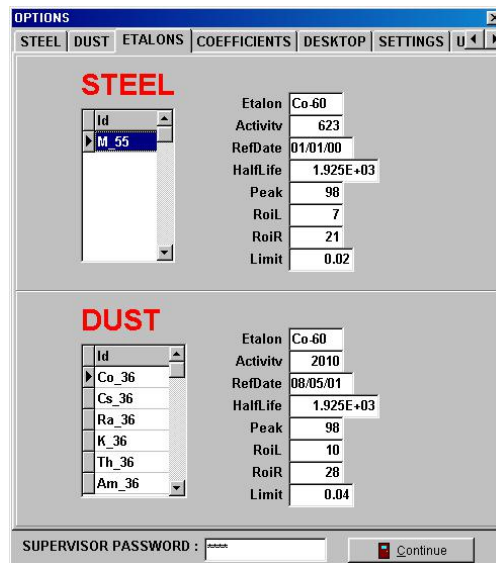 OPTIONS
STEEL DUST ETALONS COEFFICIENTS DESKTOP SETTINGS U
STEEL
Id
M_55
Etalon Co-60
Activity 623
RefDate 01/01/00
HalfLife 1.925E+03
Peak 98
RoiL 7
RoiR 21
Limit 0.02
DUST
Id
Co_36
Cs_36
Ra_36
K_36
Th_36
Am_36
Etalon Co-60
Activity 2010
RefDate 08/05/01
HalfLife 1.925E+03
Peak 98
RoiL 10
RoiR 28
Limit 0.04
SUPERVISOR PASSWORD : ****
Continue